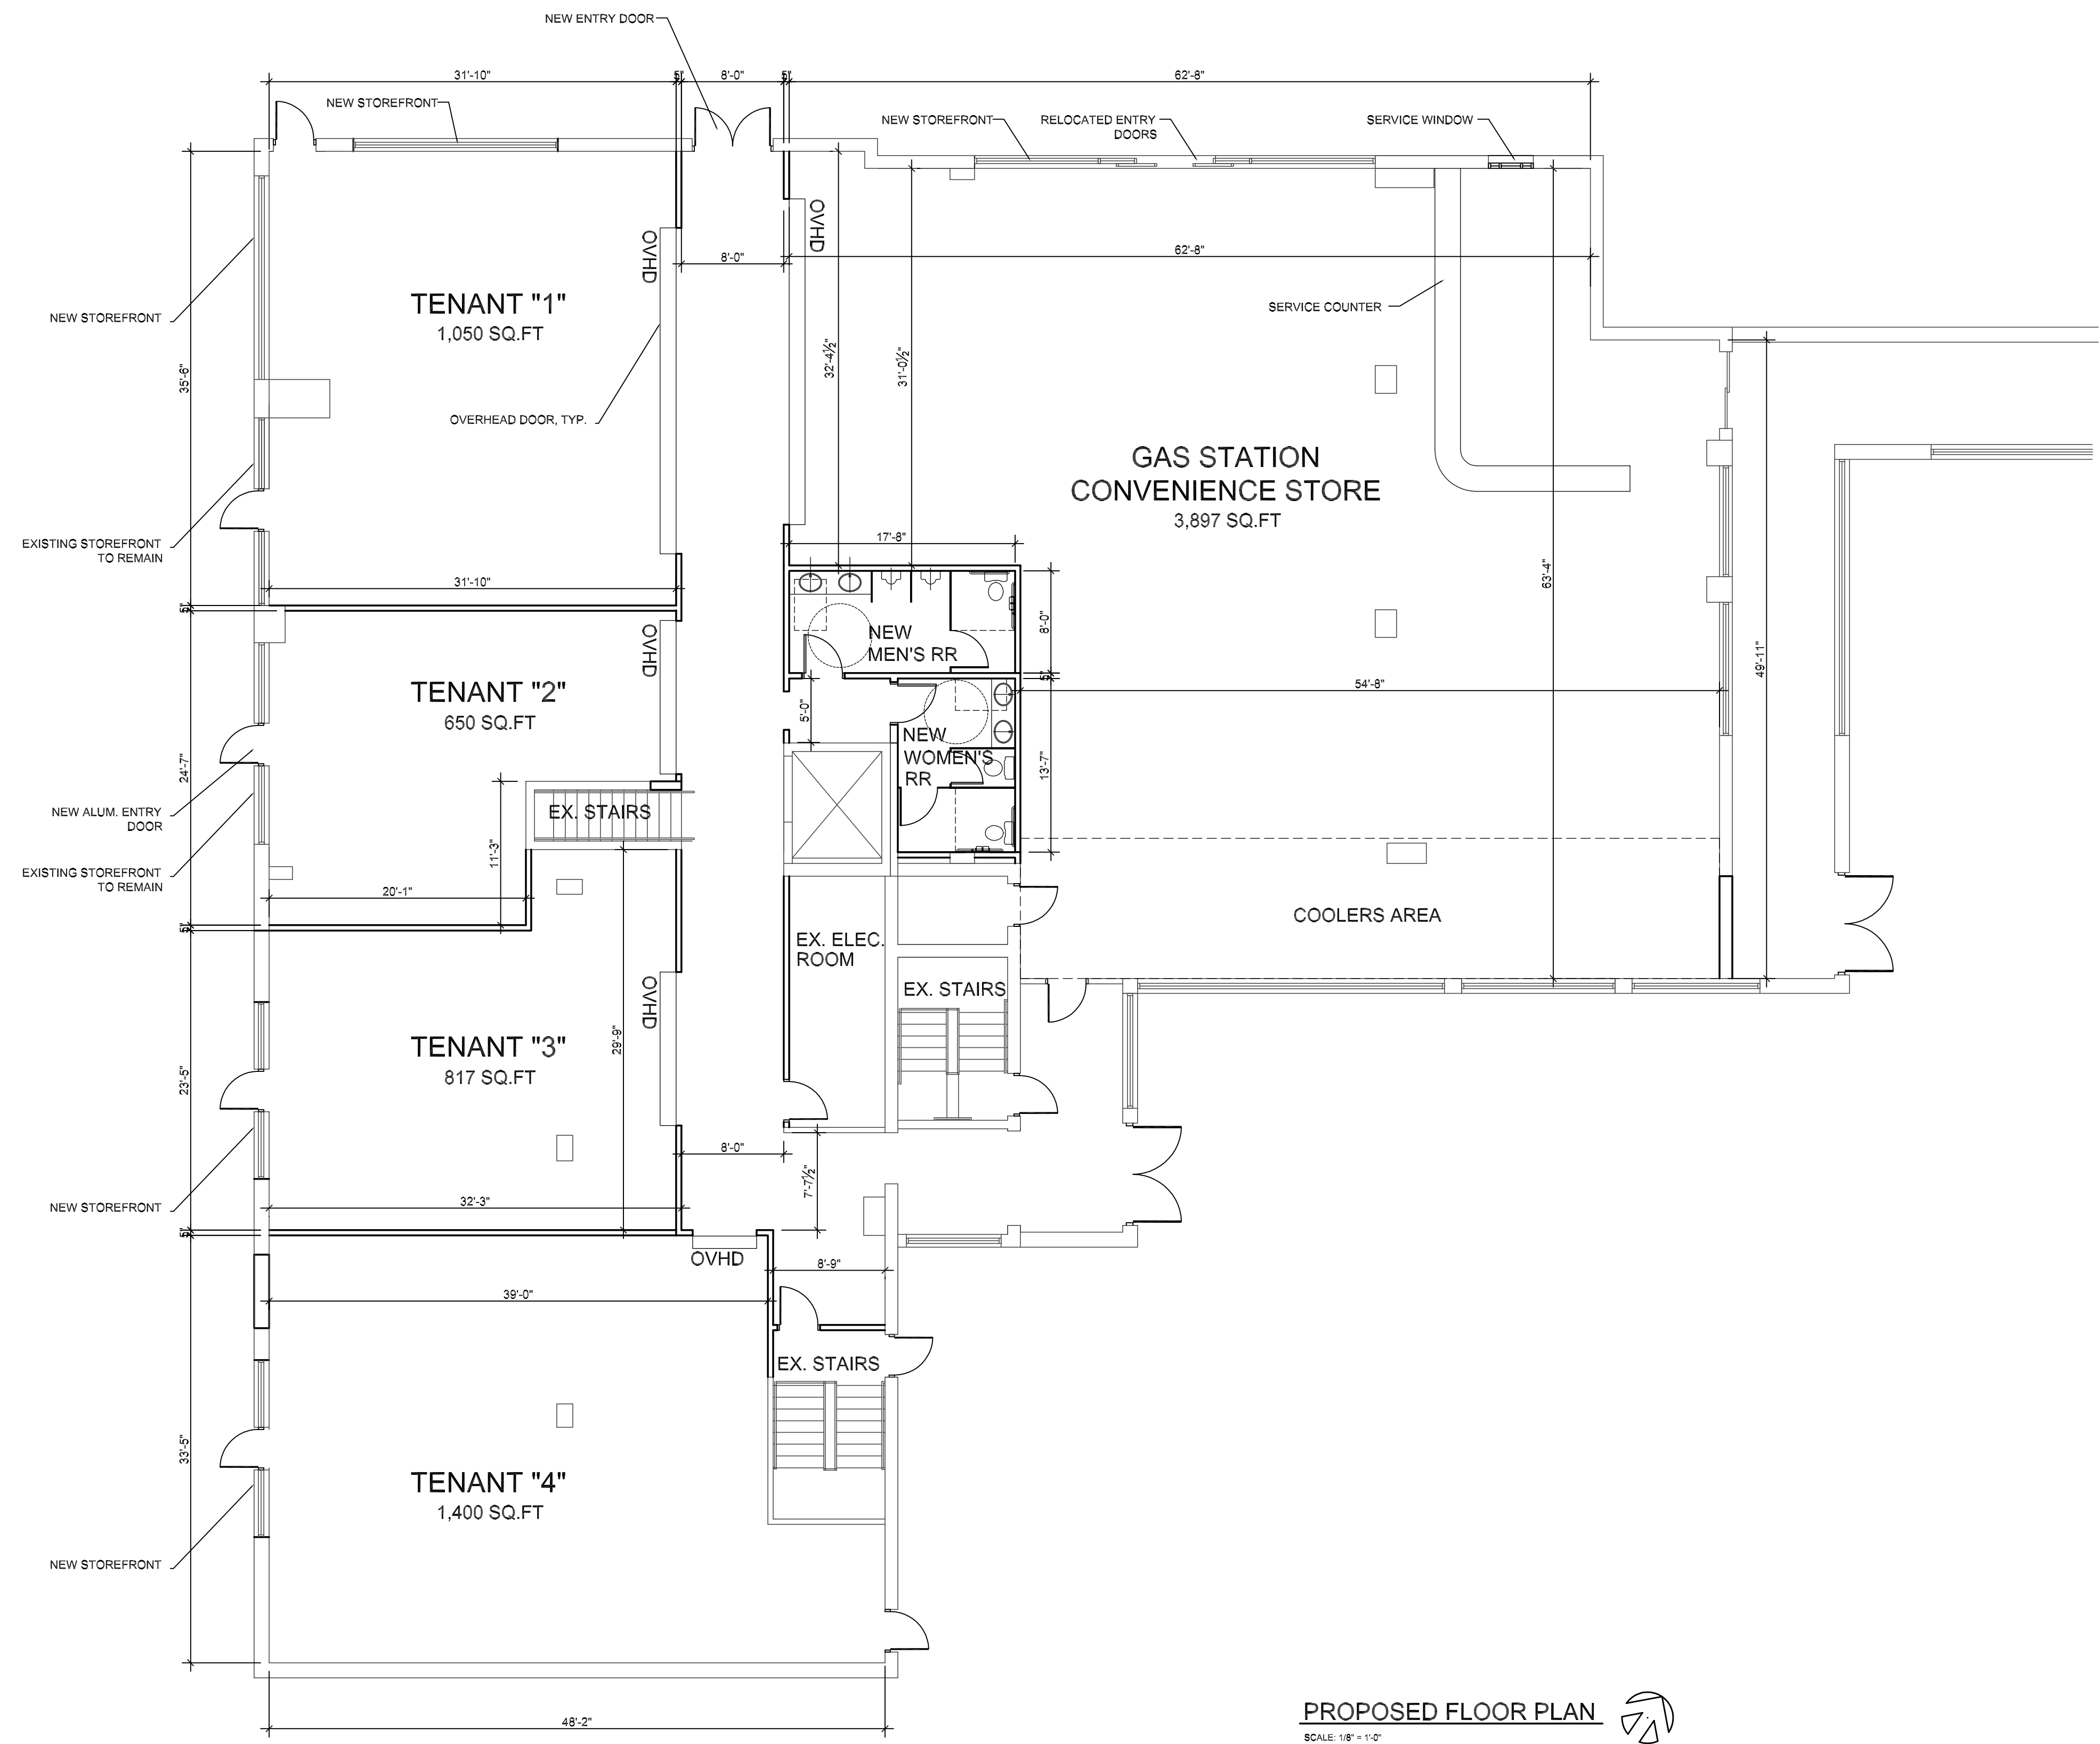 NEW ENTRY DOOR
31'-10"
5"
8'-0"
5"
62'-8"
NEW STOREFRONT
NEW STOREFRONT
RELOCATED ENTRY
DOORS
SERVICE WINDOW
OVHD
OVHD
8'-0"
62'-8"
TENANT "1"
1,050 SQ.FT
NEW STOREFRONT
SERVICE COUNTER
35'-6"
32'-4½"
31'-0½"
OVERHEAD DOOR, TYP.
GAS STATION
CONVENIENCE STORE
3,897 SQ.FT
EXISTING STOREFRONT
TO REMAIN
17'-8"
31'-10"
63'-4"
5"
8'-0"
NEW
MEN'S RR
OVHD
49'-11"
5"
54'-8"
TENANT "2"
650 SQ.FT
5'-0"
NEW
WOMEN'S
RR
24'-7"
13'-7"
NEW ALUM. ENTRY
DOOR
EX. STAIRS
11'-3"
EXISTING STOREFRONT
TO REMAIN
20'-1"
5"
COOLERS AREA
EX. ELEC.
ROOM
EX. STAIRS
OVHD
TENANT "3"
817 SQ.FT
29'-9"
23'-5"
8'-0"
7'-7½"
NEW STOREFRONT
32'-3"
5"
OVHD
8'-9"
39'-0"
EX. STAIRS
33'-5"
TENANT "4"
1,400 SQ.FT
NEW STOREFRONT
48'-2"
PROPOSED FLOOR PLAN
SCALE: 1/8" = 1'-0"